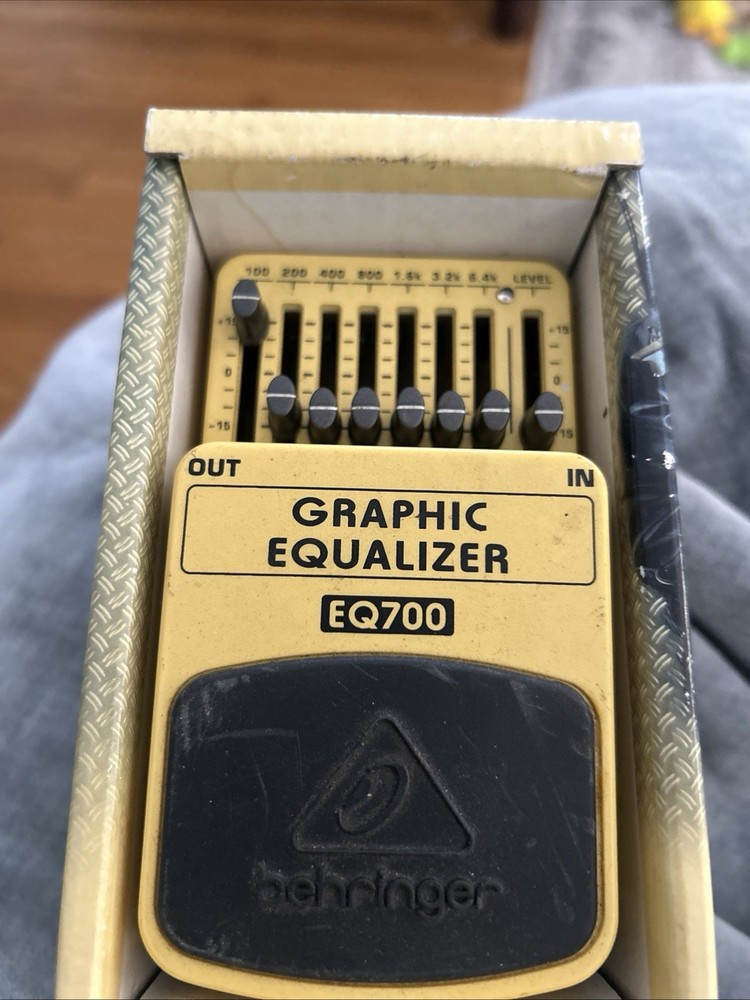 100 200 400 800 1.6k 3.2k 6.4k LEVEL
+15 +15
0 0
-15 15
OUT IN
GRAPHIC
EQUALIZER
EQ700
behringer